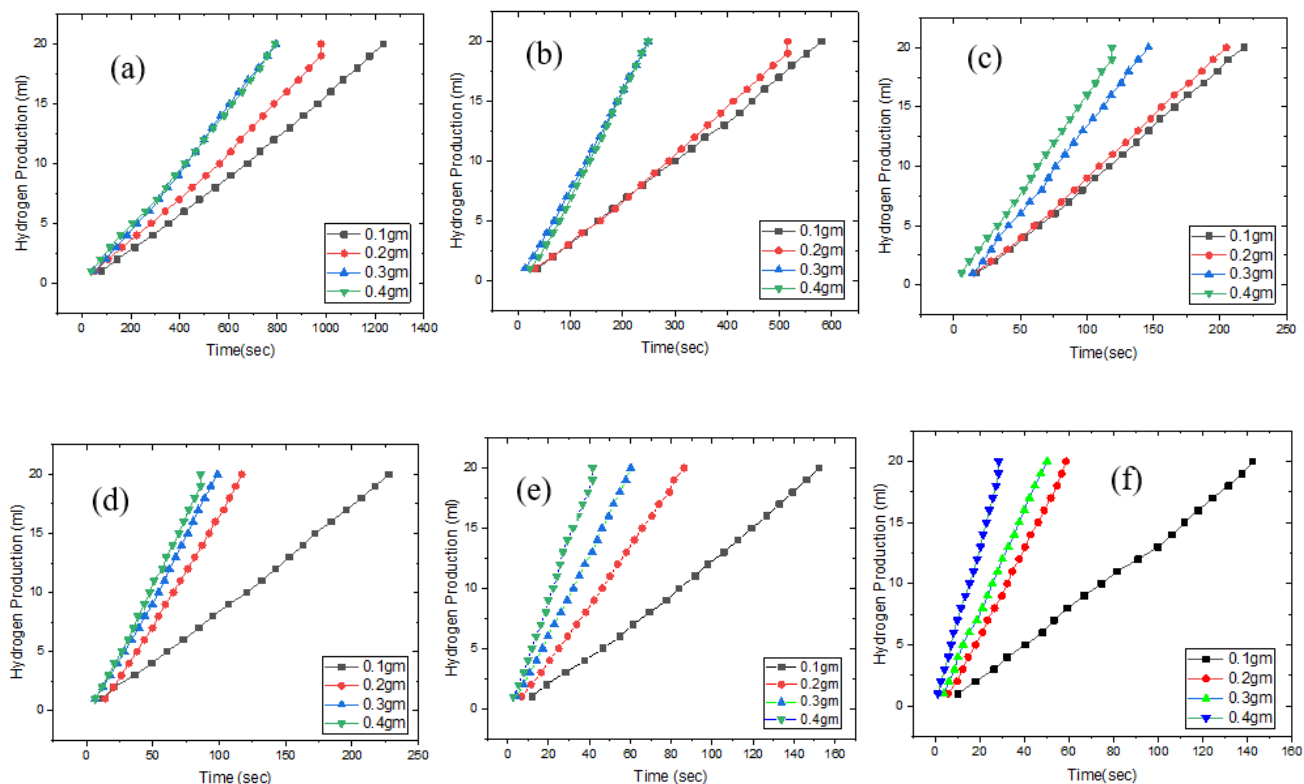 (a)
Hydrogen Production (ml)
20
15
10
5
0
0 200 400 600 800 1000 1200 1400
Time(sec)
0.1gm
0.2gm
0.3gm
0.4gm
(b)
Hydrogen Production (ml)
20
15
10
5
0
0 100 200 300 400 500 600
Time(sec)
0.1gm
0.2gm
0.3gm
0.4gm
(c)
Hydrogen Production (ml)
20
15
10
5
0
0 50 100 150 200 250
Time(sec)
0.1gm
0.2gm
0.3gm
0.4gm
(d)
Hydrogen Production (ml)
20
15
10
5
0
0 50 100 150 200 250
Time (sec)
0.1gm
0.2gm
0.3gm
0.4gm
(e)
Hydrogen Production (ml)
20
15
10
5
0
0 20 40 60 80 100 120 140 160
Time (sec)
0.1gm
0.2gm
0.3gm
0.4gm
(f)
Hydrogen Production (ml)
20
15
10
5
0
0 20 40 60 80 100 120 140 160
Time(sec)
0.1gm
0.2gm
0.3gm
0.4gm